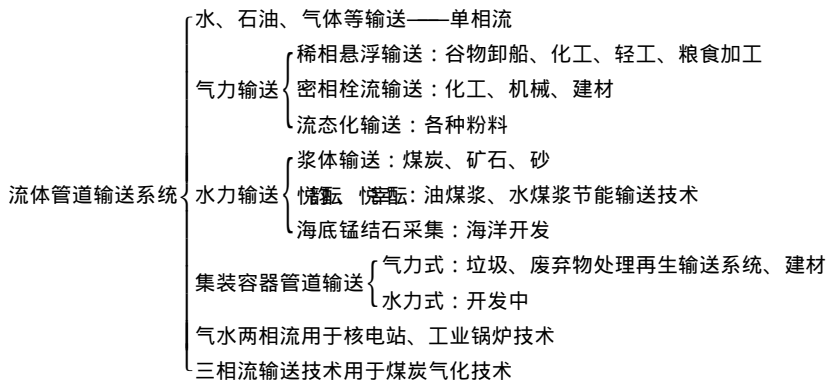 水、石油、气体等输送——单相流
稀相悬浮输送：谷物卸船、化工、轻工、粮食加工
气力输送
密相栓流输送：化工、机械、建材
流态化输送：各种粉料
浆体输送：煤炭、矿石、砂
流体管道输送系统
水力输送
：油煤浆、水煤浆节能输送技术
海底锰结石采集：海洋开发
气力式：垃圾、废弃物处理再生输送系统、建材
集装容器管道输送
水力式：开发中
气水两相流用于核电站、工业锅炉技术
三相流输送技术用于煤炭气化技术